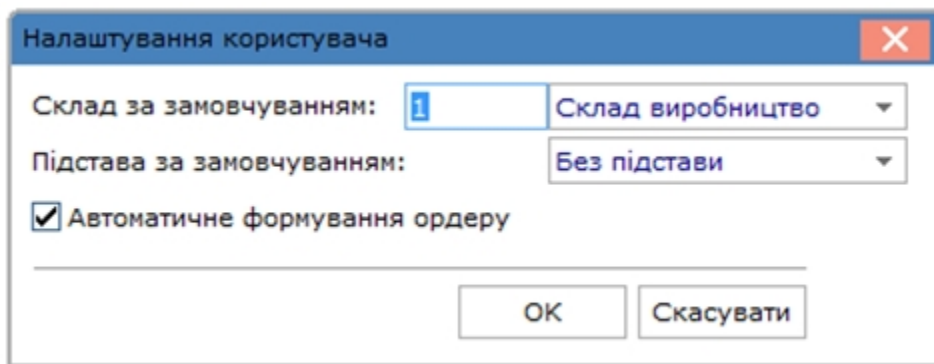 Налаштування користувача
Склад за замовчуванням: 1 Склад виробництво
Підстава за замовчуванням: Без підстави
Автоматичне формування ордеру
OK Скасувати